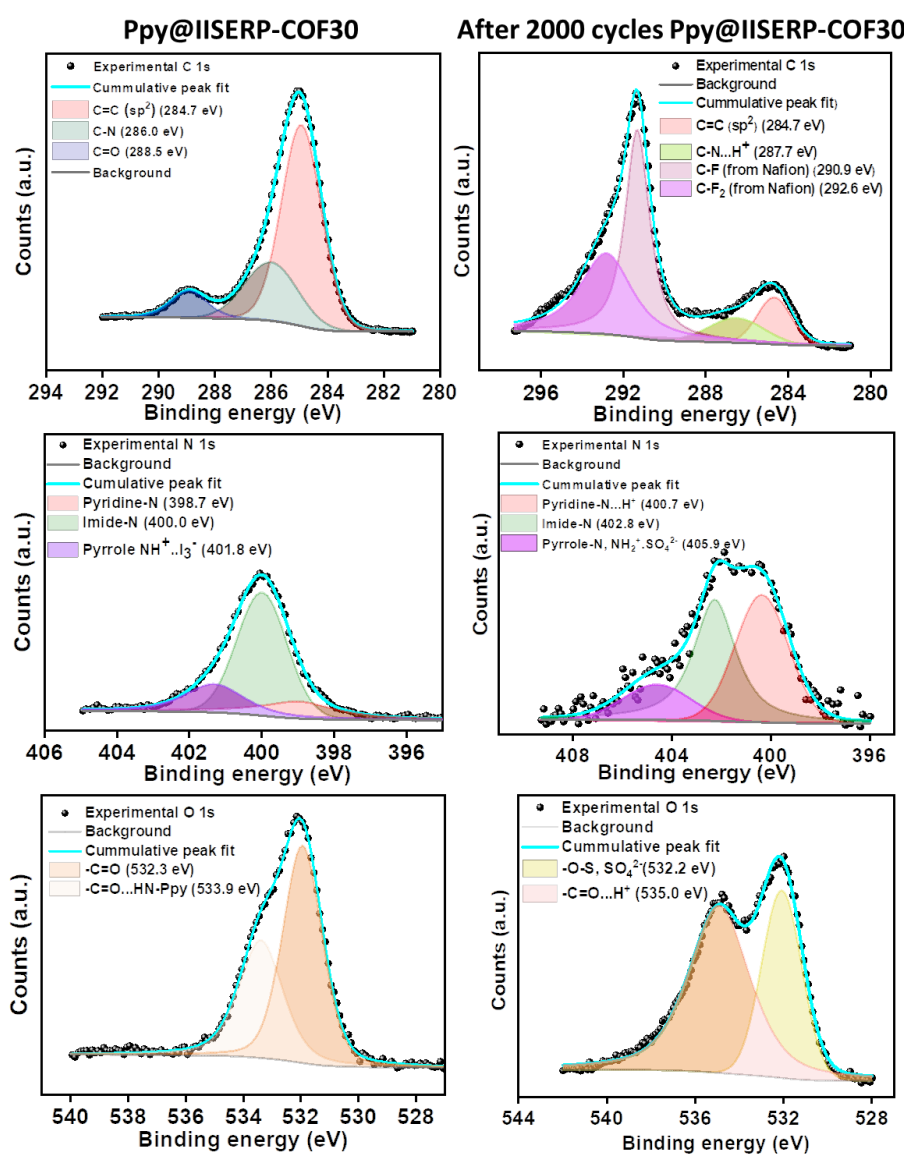 Ppy@IISERP-COF30
After 2000 cycles Ppy@IISERP-COF30
Experimental C 1s
Cummulative peak fit
C=C (sp²) (284.7 eV)
C-N (286.0 eV)
C=O (288.5 eV)
Background
Counts (a.u.)
294 292 290 288 286 284 282 280
Binding energy (eV)
Experimental C 1s
Background
Cummulative peak fit)
C=C (sp²) (284.7 eV)
C-N...H⁺ (287.7 eV)
C-F (from Nafion) (290.9 eV)
C-F₂ (from Nafion) (292.6 eV)
Counts (a.u.)
296 292 288 284 280
Binding energy (eV)
Experimental N 1s
Background
Cumulative peak fit
Pyridine-N (398.7 eV)
Imide-N (400.0 eV)
Pyrrole NH⁺..I₃⁻ (401.8 eV)
Counts (a.u.)
406 404 402 400 398 396
Binding energy (eV)
Experimental N 1s
Background
Cummulative peak fit
Pyridine-N...H⁺ (400.7 eV)
Imide-N (402.8 eV)
Pyrrole-N, NH₂⁺.SO₄²⁻ (405.9 eV)
Counts (a.u.)
408 404 400 396
Binding energy (eV)
Experimental O 1s
Background
Cummulative peak fit
-C=O (532.3 eV)
-C=O...HN-Ppy (533.9 eV)
Counts (a.u.)
540 538 535 533 530 528
Binding energy (eV)
Experimental O 1s
Background
Cummulative peak fit
-O-S, SO₄²⁻(532.2 eV)
-C=O...H⁺ (535.0 eV)
Counts (a.u.)
544 540 536 532 528
Binding energy (eV)